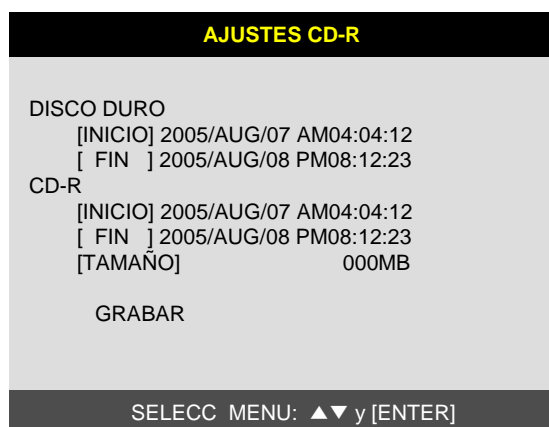 AJUSTES CD-R
DISCO DURO
[INICIO] 2005/AUG/07 AM04:04:12
[ FIN ] 2005/AUG/08 PM08:12:23
CD-R
[INICIO] 2005/AUG/07 AM04:04:12
[ FIN ] 2005/AUG/08 PM08:12:23
[TAMAÑO] 000MB
GRABAR
SELECC MENU: ▲▼ y [ENTER]